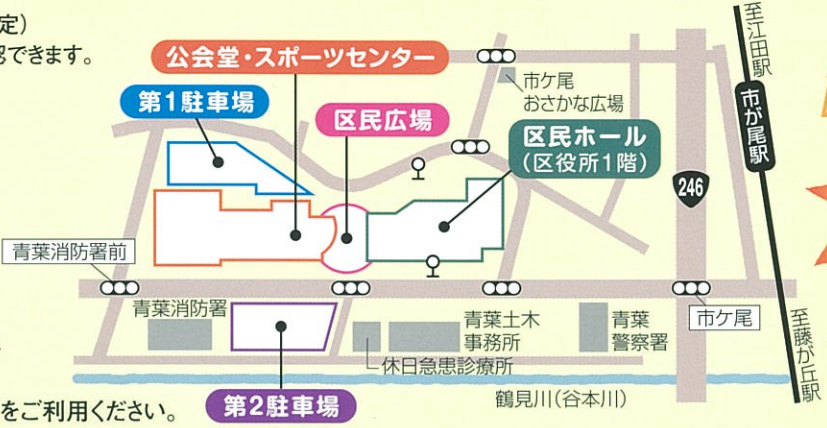 定)
認できます。
公会堂・スポーツセンター
第1駐車場
区民広場
市ケ尾
おさかな広場
区民ホール
(区役所1階)
至江田駅
市が尾駅
246
青葉消防署前
青葉消防署
青葉土木
事務所
休日急患診療所
青葉
警察署
市ケ尾
至藤が丘駅
をご利用ください。
第2駐車場
鶴見川(谷本川)